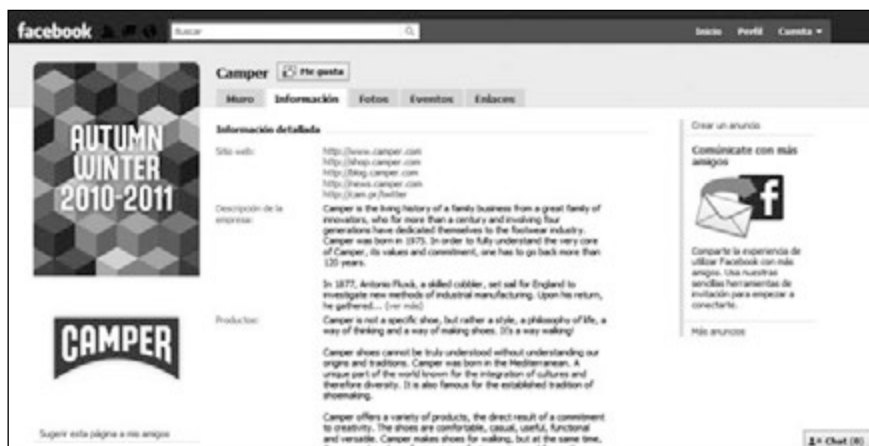 facebook Buscar Inicio Perfil Cuenta
Camper Me gusta
Muro Información Fotos Eventos Enlaces
AUTUMN
WINTER
2010-2011
Información detallada
Sitio web: http://www.camper.com
http://shop.camper.com
http://blog.camper.com
http://news.camper.com
http://cam.pr/twitter
Descripción de la
empresa:
Camper is the living history of a family business from a great family of
innovators, who for more than a century and involving four
generations have dedicated themselves to the footwear industry.
Camper was born in 1975. In order to fully understand the very core
of Camper, its values and commitment, one has to go back more than
120 years.
In 1877, Antonio Fluxà, a skilled cobbler, set sail for England to
investigate new methods of industrial manufacturing. Upon his return,
he gathered... (ver más)
Productos: Camper is not a specific shoe, but rather a style, a philosophy of life, a
way of thinking and a way of making shoes. It's a way walking!
Camper shoes cannot be truly understood without understanding our
origins and traditions. Camper was born in the Mediterranean. A
unique part of the world known for the integration of cultures and
therefore diversity. It is also famous for the established tradition of
shoemaking.
Camper offers a variety of products, the direct result of a commitment
to creativity. The shoes are comfortable, casual, useful, functional
and versatile. Camper makes shoes for walking, but at the same time,
CAMPER
Sugerir esta página a mis amigos
Crear un anuncio
Comúnicate con más
amigos
f
Comparte la experiencia de
utilizar Facebook con más
amigos. Usa nuestras
sencillas herramientas de
invitación para empezar a
conectarte.
Más anuncios
Chat (0)